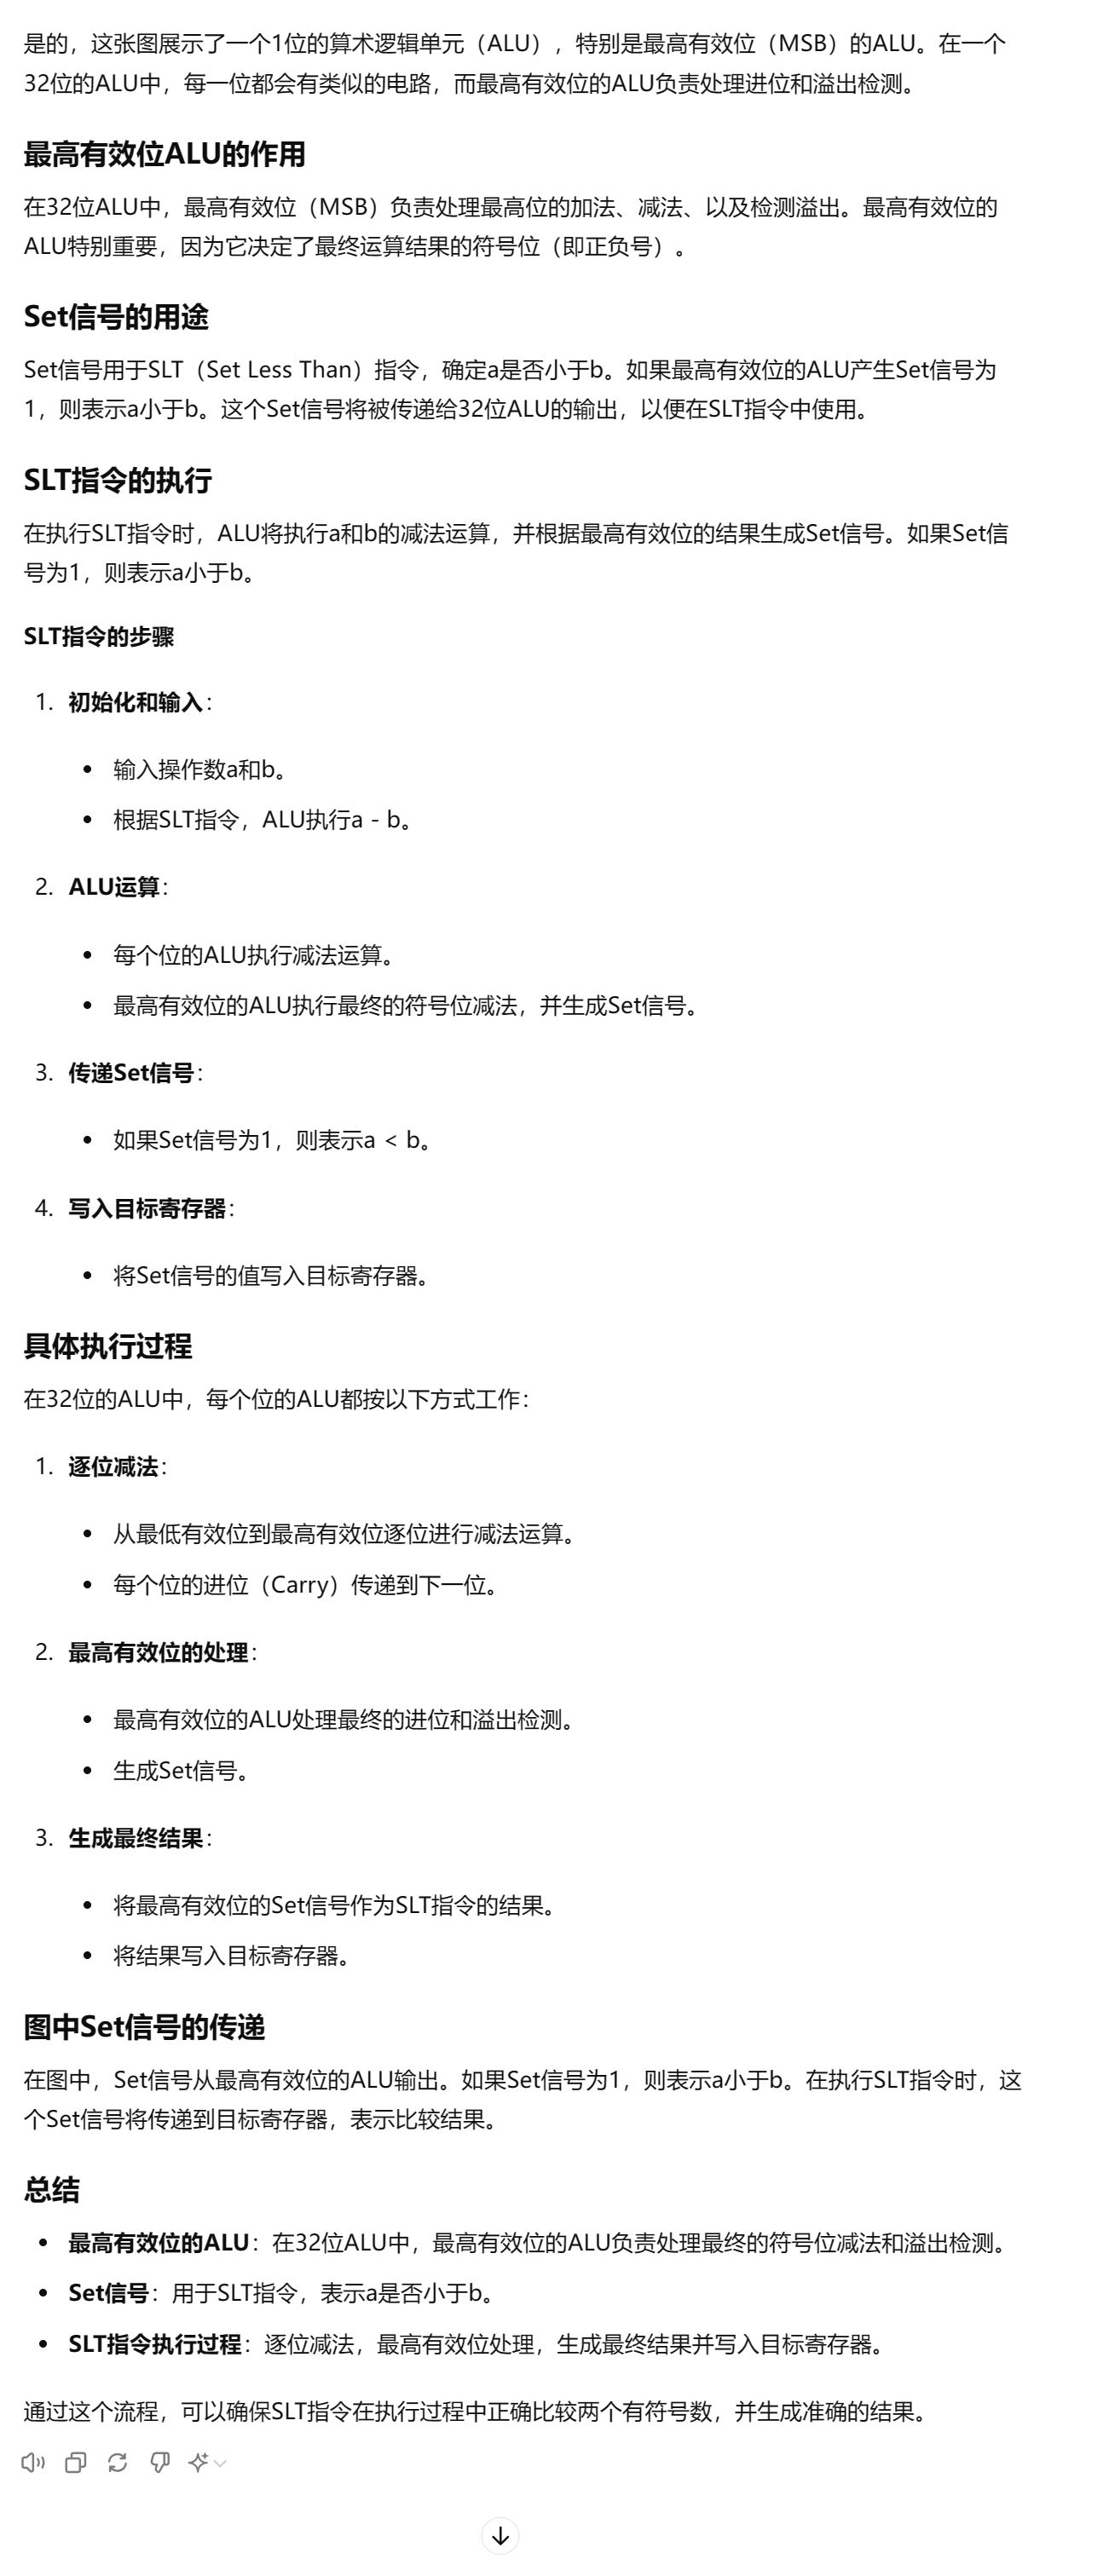 是的，这张图展示了一个1位的算术逻辑单元（ALU），特别是最高有效位（MSB）的ALU。在一个
32位的ALU中，每一位都会有类似的电路，而最高有效位的ALU负责处理进位和溢出检测。
最高有效位ALU的作用
在32位ALU中，最高有效位（MSB）负责处理最高位的加法、减法、以及检测溢出。最高有效位的
ALU特别重要，因为它决定了最终运算结果的符号位（即正负号）。
Set信号的用途
Set信号用于SLT（Set Less Than）指令，确定a是否小于b。如果最高有效位的ALU产生Set信号为
1，则表示a小于b。这个Set信号将被传递给32位ALU的输出，以便在SLT指令中使用。
SLT指令的执行
在执行SLT指令时，ALU将执行a和b的减法运算，并根据最高有效位的结果生成Set信号。如果Set信
号为1，则表示a小于b。
SLT指令的步骤
1. 初始化和输入：
• 输入操作数a和b。
• 根据SLT指令，ALU执行a - b。
2. ALU运算：
• 每个位的ALU执行减法运算。
• 最高有效位的ALU执行最终的符号位减法，并生成Set信号。
3. 传递Set信号：
• 如果Set信号为1，则表示a < b。
4. 写入目标寄存器：
• 将Set信号的值写入目标寄存器。
具体执行过程
在32位的ALU中，每个位的ALU都按以下方式工作：
1. 逐位减法：
• 从最低有效位到最高有效位逐位进行减法运算。
• 每个位的进位（Carry）传递到下一位。
2. 最高有效位的处理：
• 最高有效位的ALU处理最终的进位和溢出检测。
• 生成Set信号。
3. 生成最终结果：
• 将最高有效位的Set信号作为SLT指令的结果。
• 将结果写入目标寄存器。
图中Set信号的传递
在图中，Set信号从最高有效位的ALU输出。如果Set信号为1，则表示a小于b。在执行SLT指令时，这
个Set信号将传递到目标寄存器，表示比较结果。
总结
• 最高有效位的ALU：在32位ALU中，最高有效位的ALU负责处理最终的符号位减法和溢出检测。
• Set信号：用于SLT指令，表示a是否小于b。
• SLT指令执行过程：逐位减法，最高有效位处理，生成最终结果并写入目标寄存器。
通过这个流程，可以确保SLT指令在执行过程中正确比较两个有符号数，并生成准确的结果。